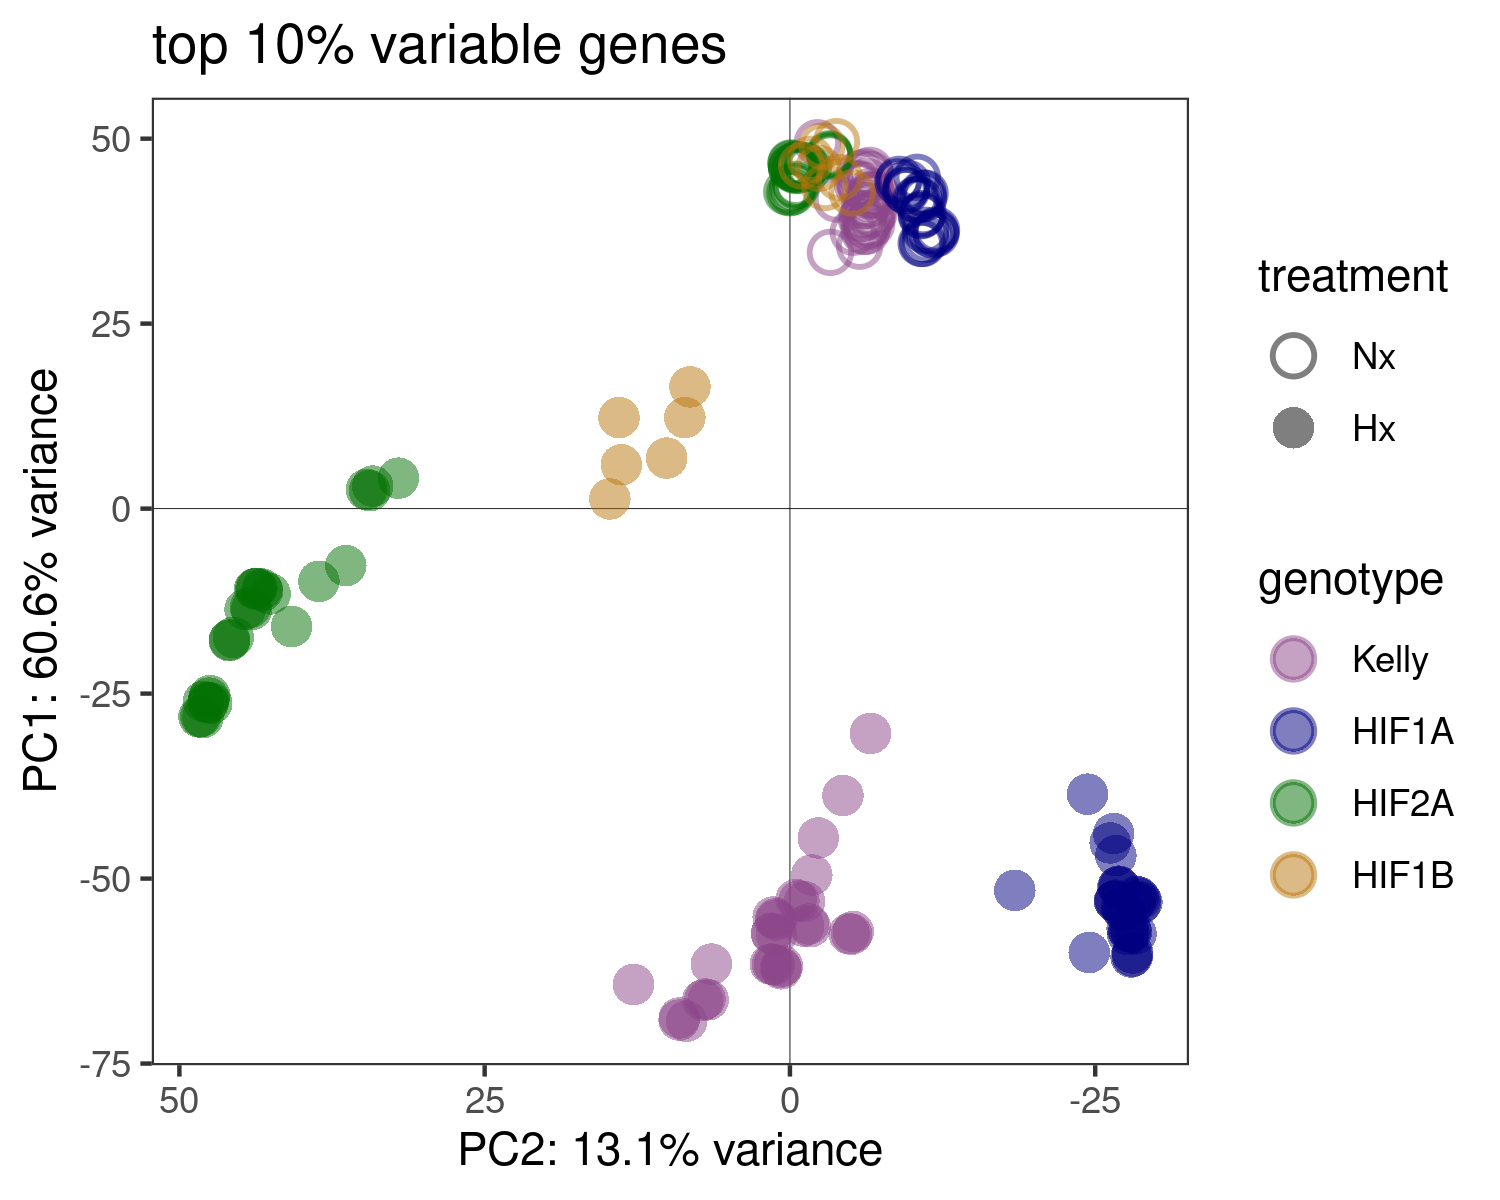 top 10% variable genes
PC1: 60.6% variance
50
25
0
-25
-50
-75
50
25
0
-25
PC2: 13.1% variance
treatment
Nx
Hx
genotype
Kelly
HIF1A
HIF2A
HIF1B